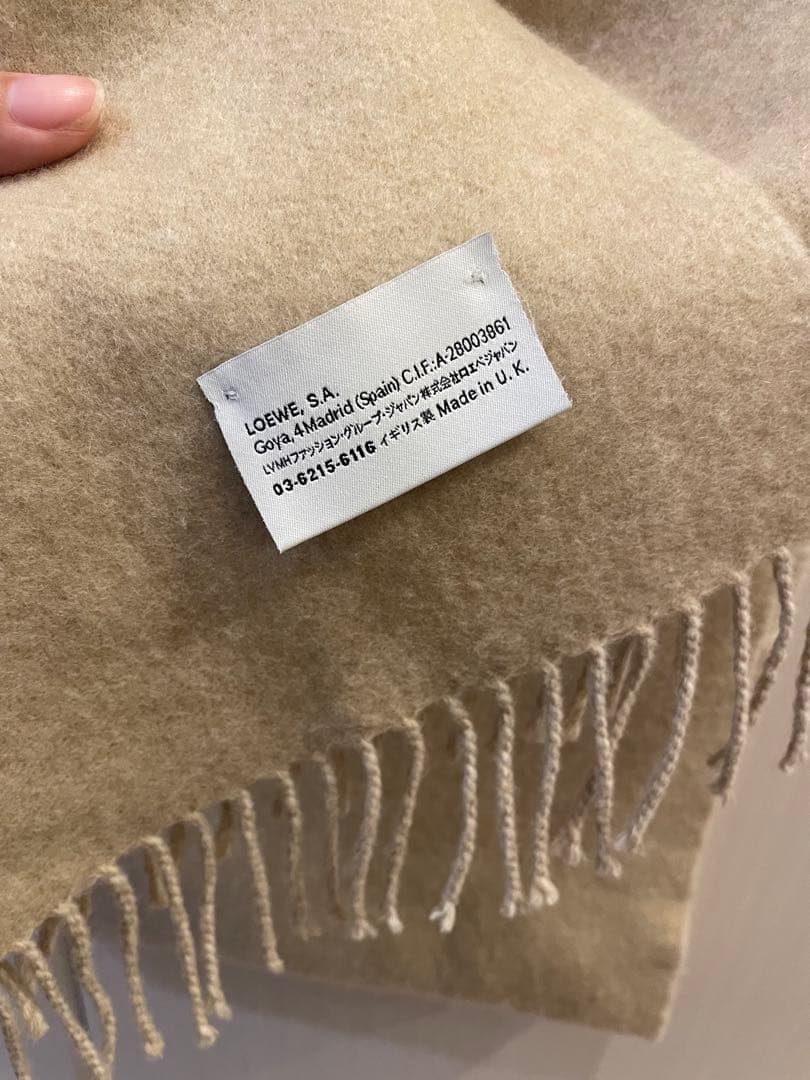 LOEWE, S.A.
Goya, 4 Madrid (Spain) C.I.F.:A-28003861
LVMHファッション・グループ・ジャパン株式会社ロエベジャパン
03-6215-6116 イギリス製 Made in U. K.